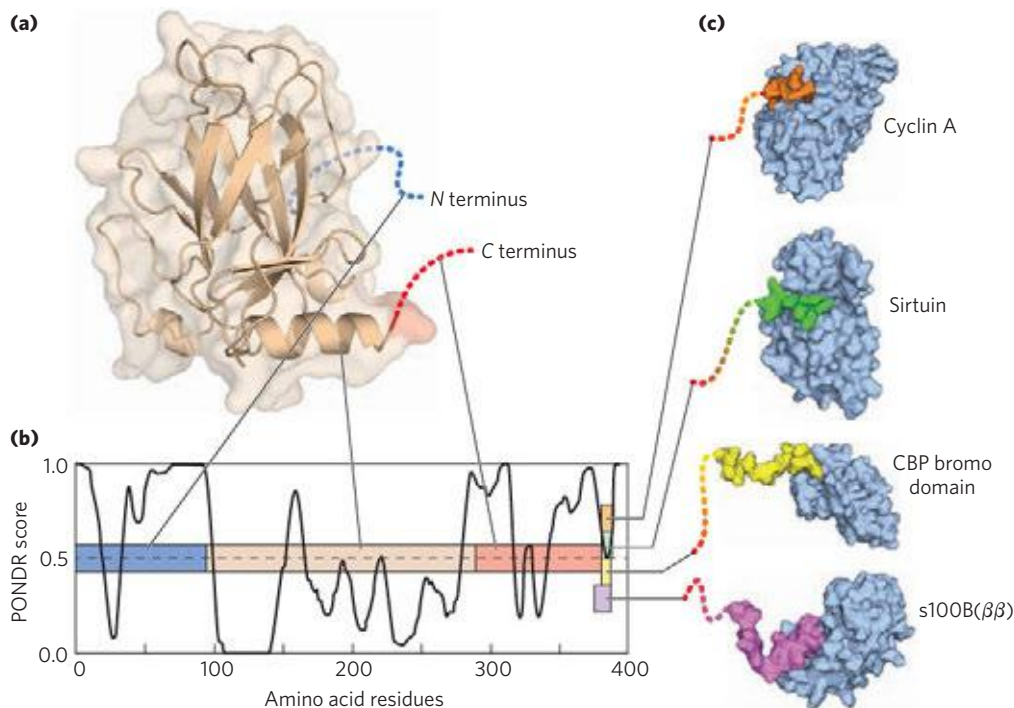 (a)
(c)
Cyclin A
N terminus
C terminus
Sirtuin
(b)
CBP bromo
domain
s100B(ββ)
PONDR score
1.0
0.5
0.0
0
100
200
300
400
Amino acid residues